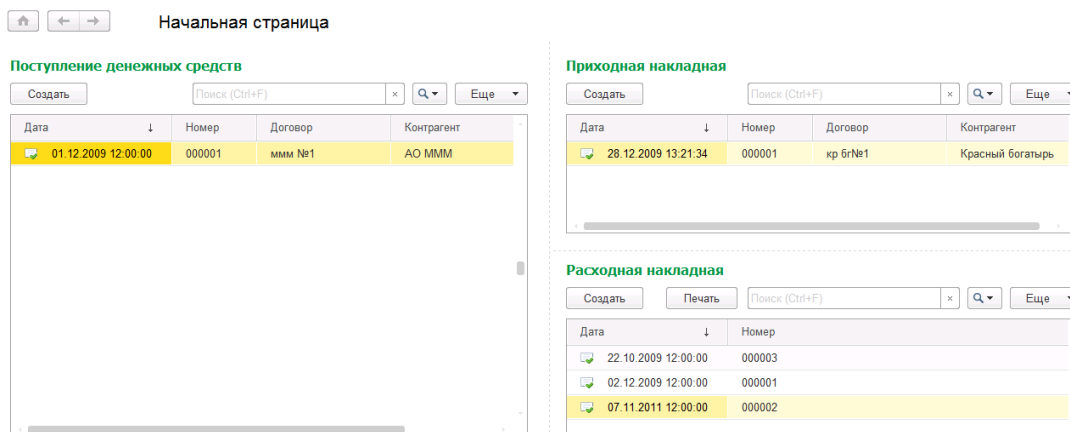 Начальная страница
Поступление денежных средств
Создать Поиск (Ctrl+F) × Еще
Дата ↓ Номер Договор Контрагент
01.12.2009 12:00:00 000001 ммм №1 АО МММ
Приходная накладная
Создать Поиск (Ctrl+F) × Еще
Дата ↓ Номер Договор Контрагент
28.12.2009 13:21:34 000001 кр бг№1 Красный богатырь
Расходная накладная
Создать Печать Поиск (Ctrl+F) × Еще
Дата ↓ Номер
22.10.2009 12:00:00 000003
02.12.2009 12:00:00 000001
07.11.2011 12:00:00 000002